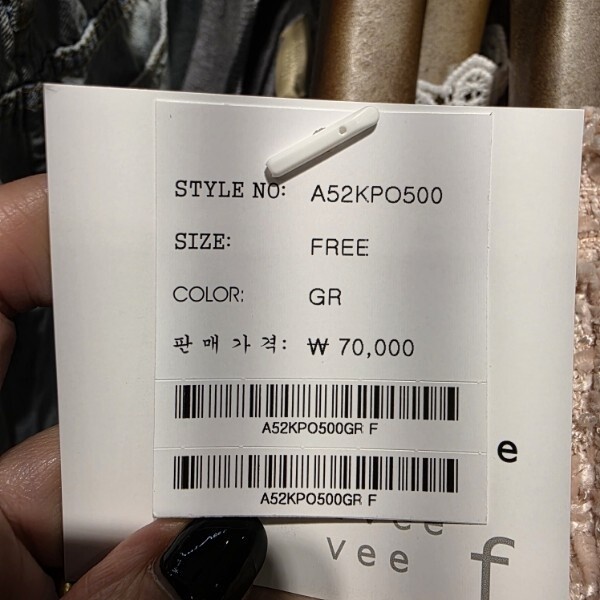 STYLE NO: A52KPO500
SIZE: FREE
COLOR: GR
판매가격: ₩ 70,000
A52KPO500GR F
A52KPO500GR F
e
vee
f